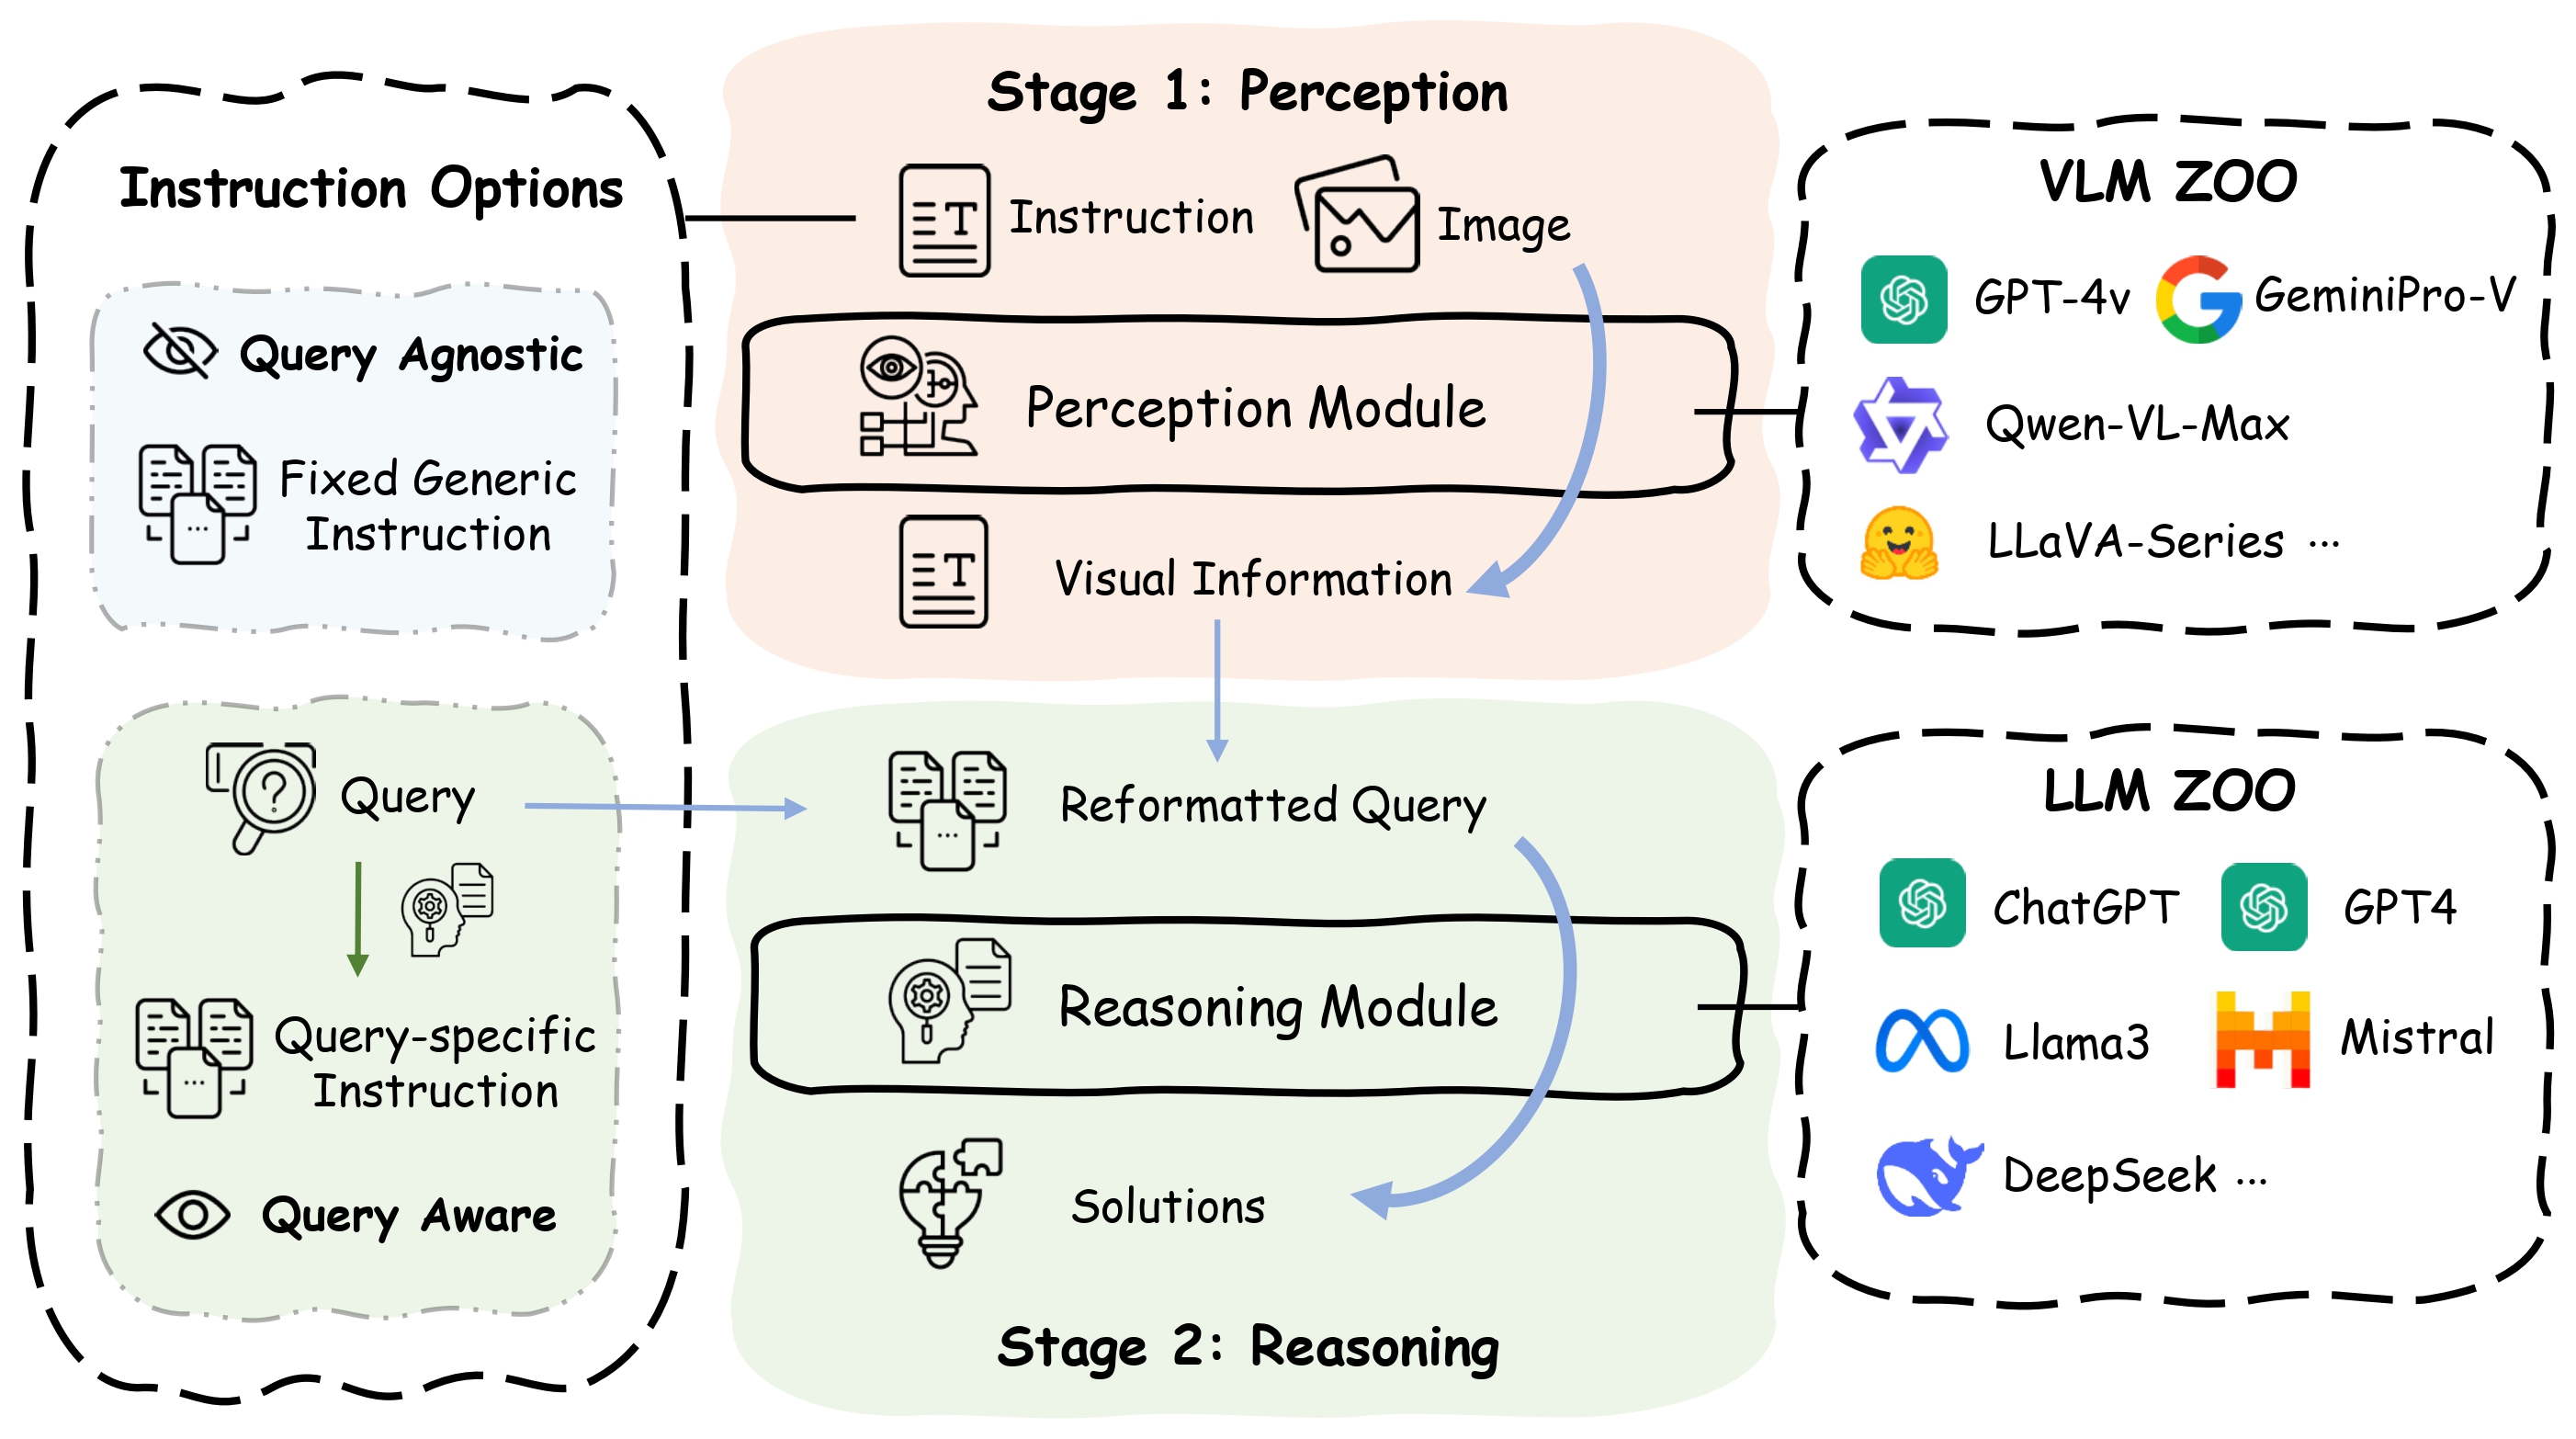 Instruction Options
Query Agnostic
Fixed Generic
Instruction
Query
Query-specific
Instruction
Query Aware
Stage 1: Perception
Instruction
Image
Perception Module
Visual Information
Reformatted Query
Reasoning Module
Solutions
Stage 2: Reasoning
VLM ZOO
GPT-4v
GeminiPro-V
Qwen-VL-Max
LLaVA-Series ...
LLM ZOO
ChatGPT
GPT4
Llama3
Mistral
DeepSeek ...